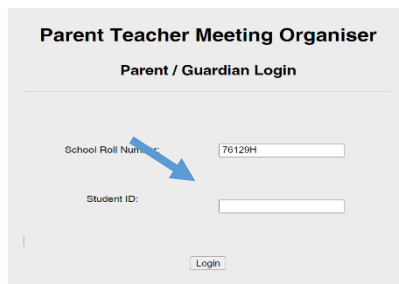 Parent Teacher Meeting Organiser
Parent / Guardian Login
School Roll Number: 76129H
Student ID:
Login